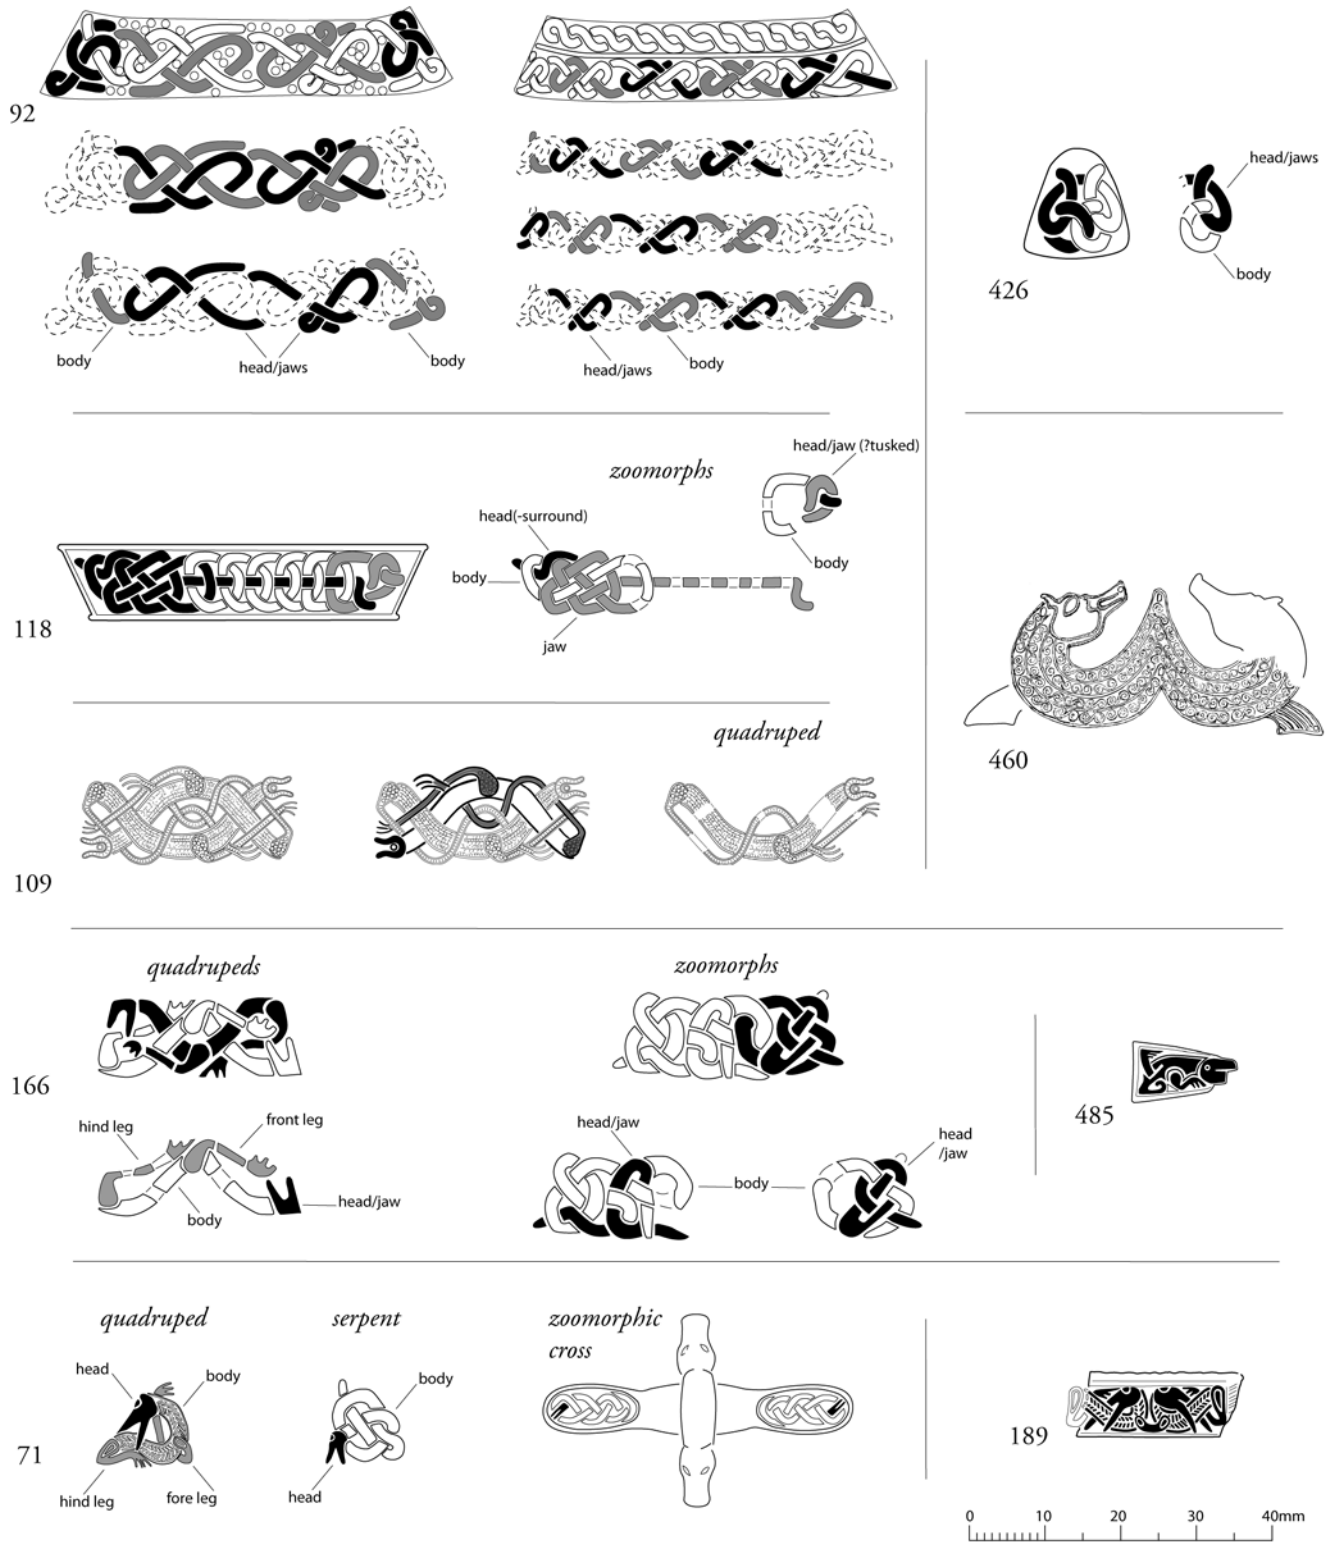 92
body
head/jaws
body
head/jaws
body
426
head/jaws
body
118
zoomorphs
head(-surround)
body
jaw
head/jaw (?tusked)
body
460
109
quadruped
166
quadrupeds
hind leg
front leg
body
head/jaw
zoomorphs
head/jaw
body
head
/jaw
485
71
quadruped
head
body
hind leg
fore leg
serpent
body
head
zoomorphic
cross
189
0 10 20 30 40mm